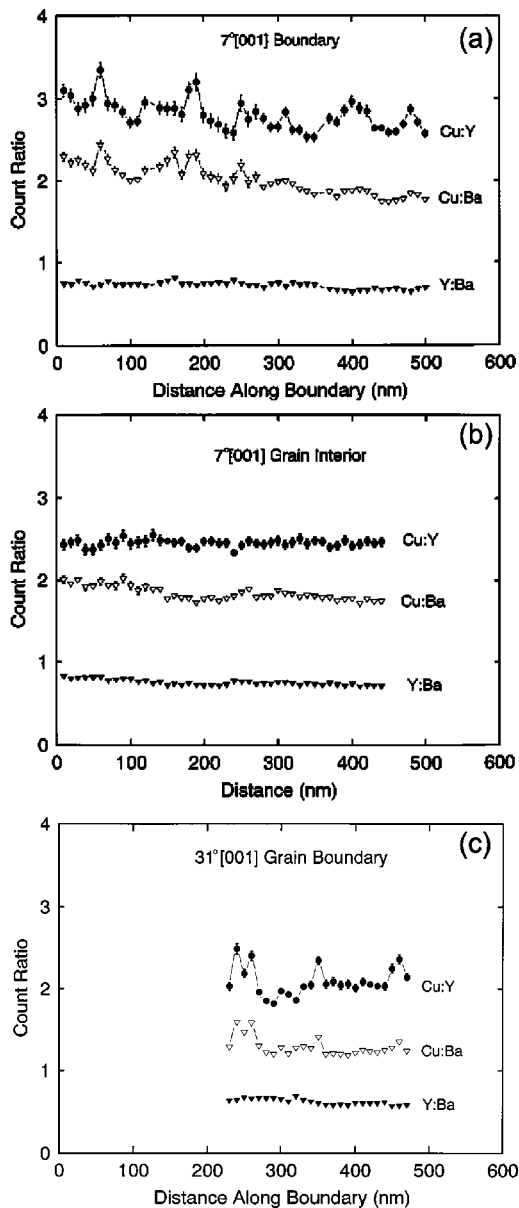 (a)
7°[001] Boundary
4
3
2
1
0
Count Ratio
Cu:Y
Cu:Ba
Y:Ba
0 100 200 300 400 500 600
Distance Along Boundary (nm)
(b)
7°[001] Grain Interior
4
3
2
1
0
Count Ratio
Cu:Y
Cu:Ba
Y:Ba
0 100 200 300 400 500 600
Distance (nm)
(c)
31°[001] Grain Boundary
4
3
2
1
0
Count Ratio
Cu:Y
Cu:Ba
Y:Ba
0 100 200 300 400 500 600
Distance Along Boundary (nm)